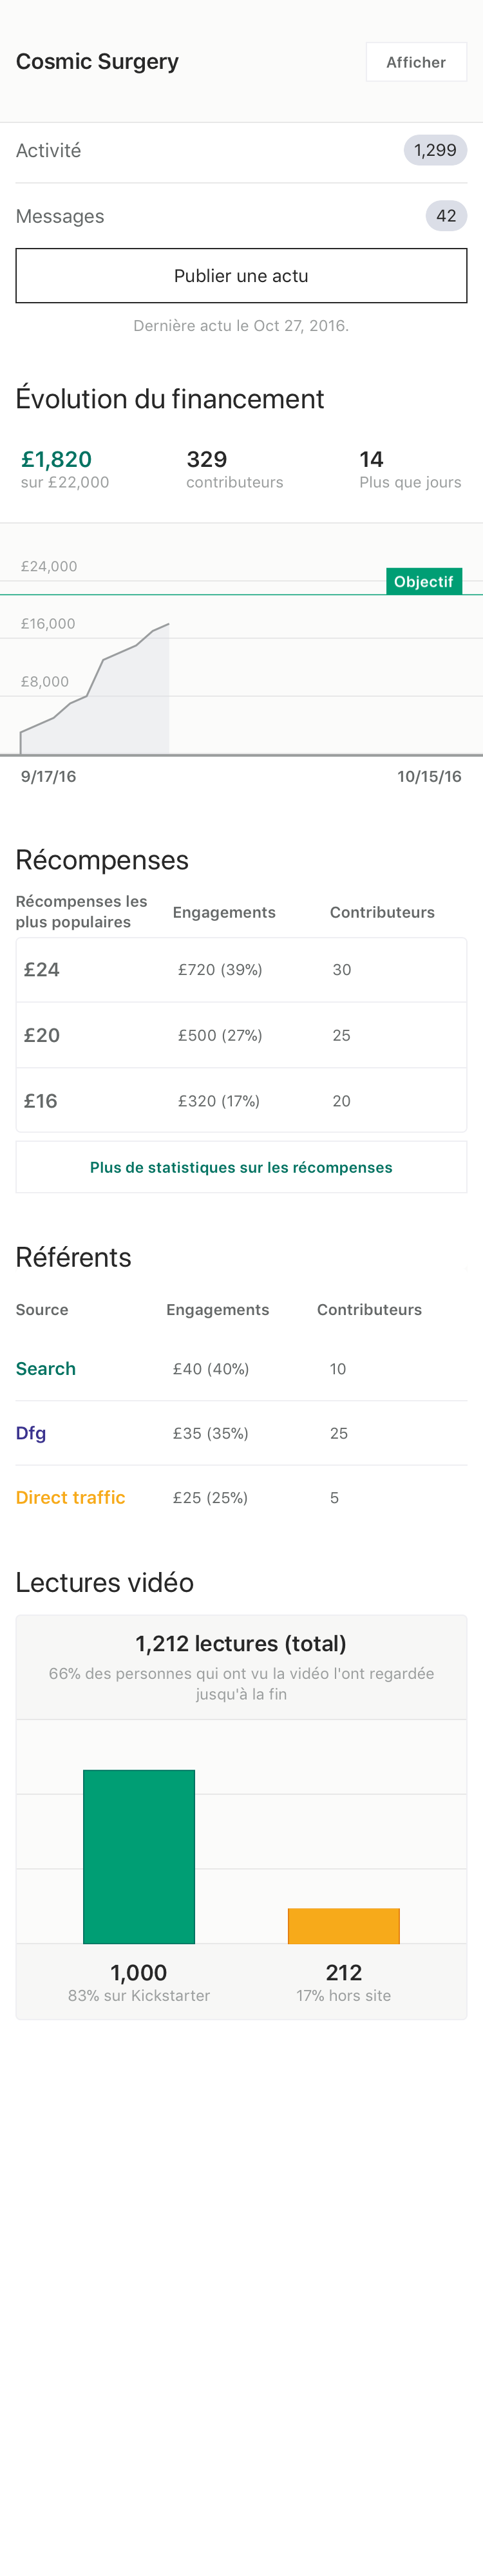 Cosmic Surgery
Afficher
Activité
1,299
Messages
42
Publier une actu
Dernière actu le Oct 27, 2016.
Évolution du financement
£1,820
329
14
sur £22,000
contributeurs
Plus que jours
£24,000
Objectif
£16,000
£8,000
9/17/16
10/15/16
Récompenses
Récompenses les
plus populaires
Engagements
Contributeurs
£24
£720 (39%)
30
£20
£500 (27%)
25
£16
£320 (17%)
20
Plus de statistiques sur les récompenses
Référents
Source
Engagements
Contributeurs
Search
£40 (40%)
10
Dfg
£35 (35%)
25
Direct traffic
£25 (25%)
5
Lectures vidéo
1,212 lectures (total)
66% des personnes qui ont vu la vidéo l'ont regardée
jusqu'à la fin
1,000
212
83% sur Kickstarter
17% hors site